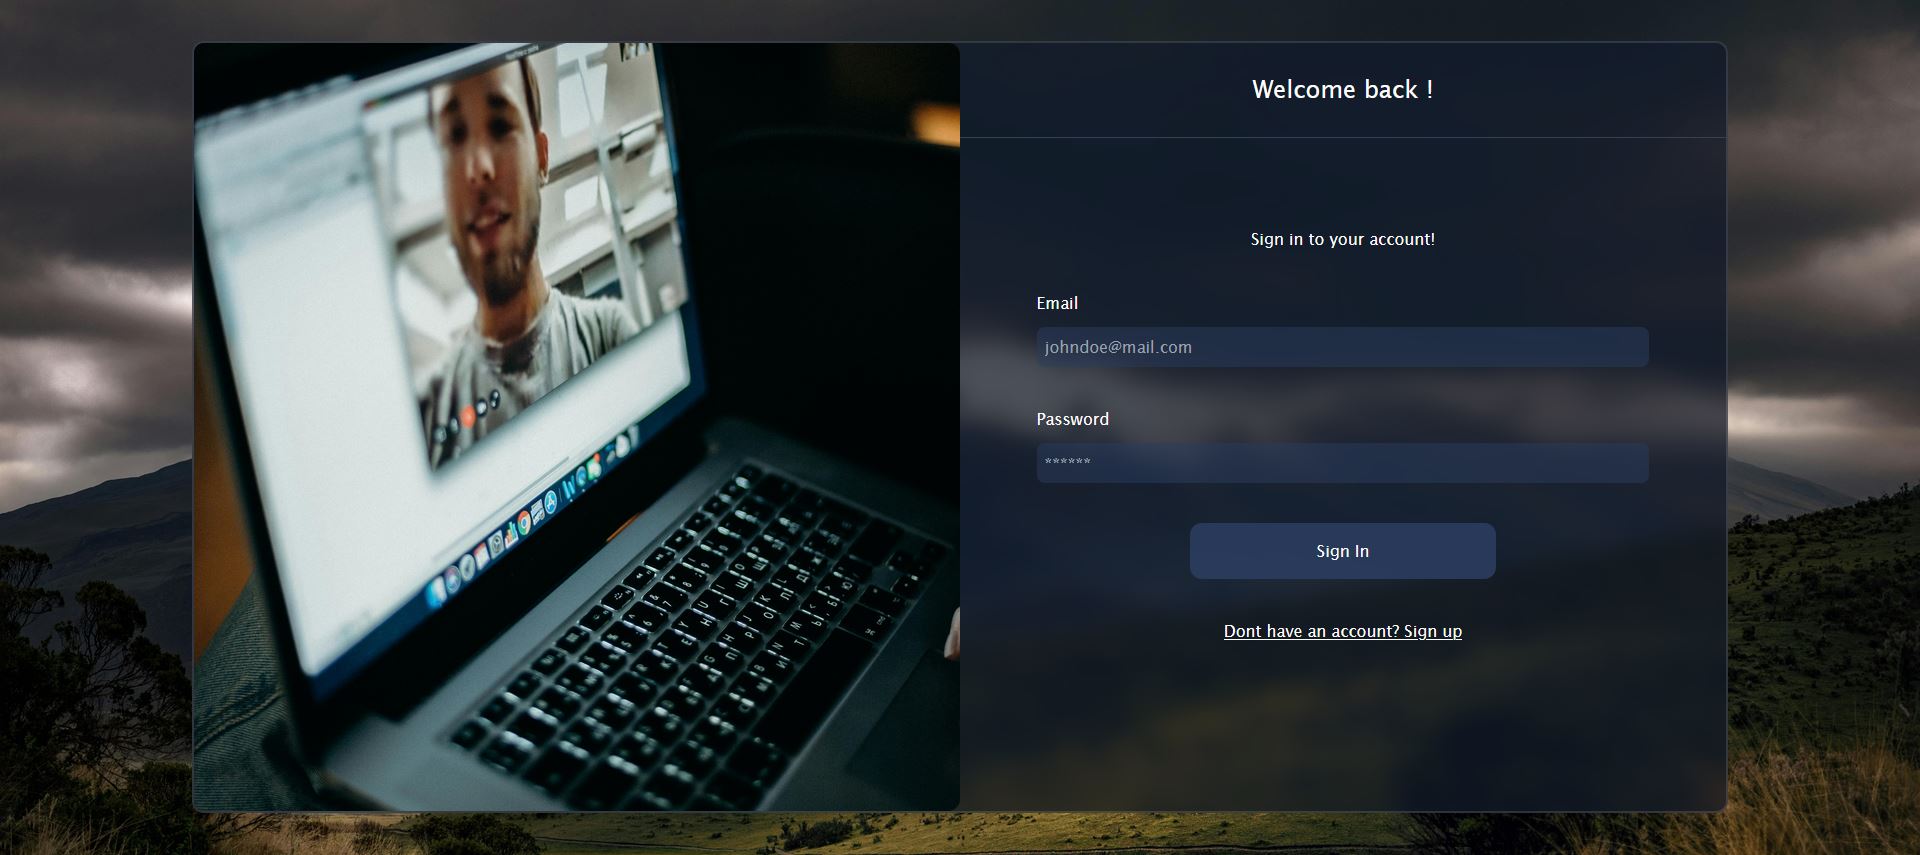 Welcome back !
Sign in to your account!
Email
johndoe@mail.com
Password
******
Sign In
Dont have an account? Sign up